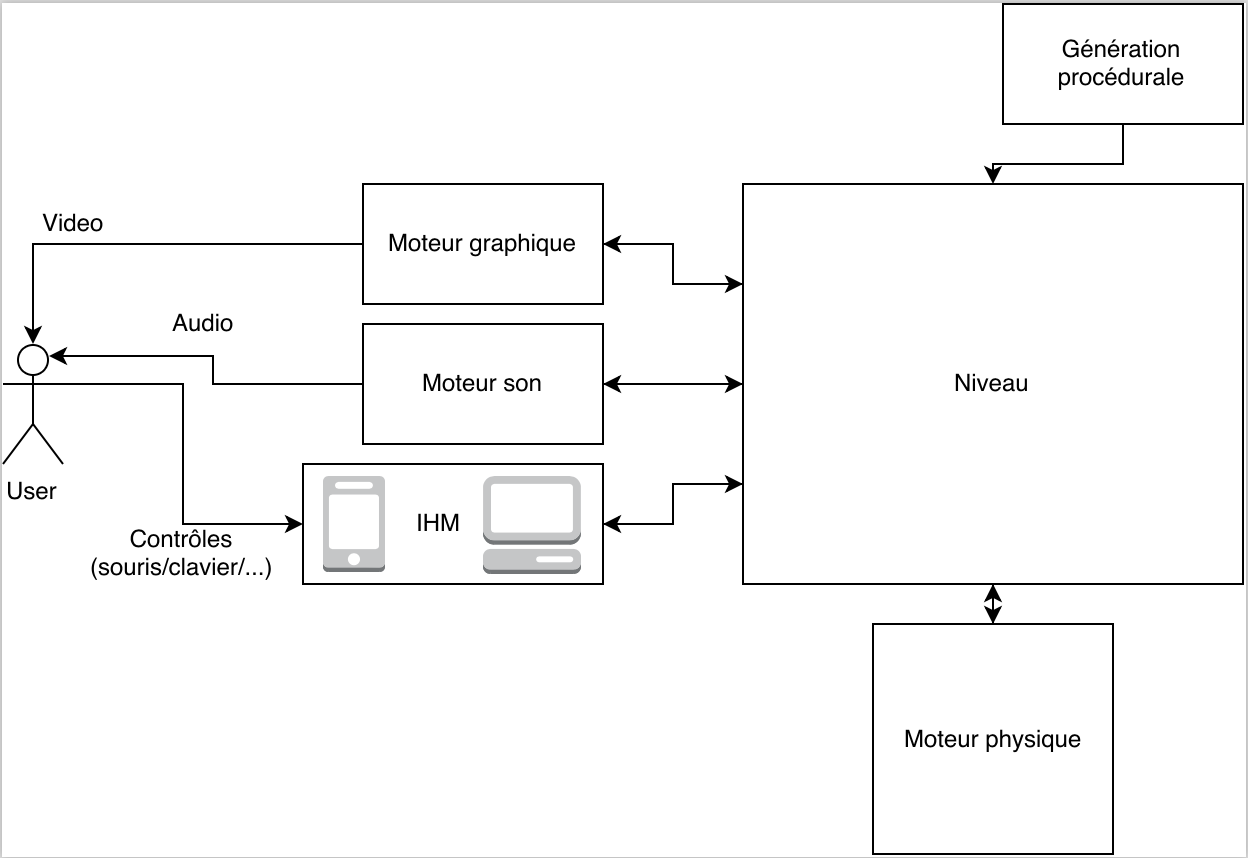 Génération
procédurale
Video
Moteur graphique
Audio
Moteur son
Niveau
User
IHM
Contrôles
(souris/clavier/...)
Moteur physique